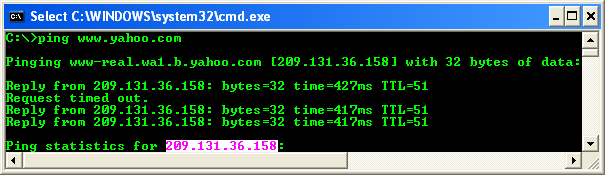 Select C:\WINDOWS\system32\cmd.exe
C:\>ping www.yahoo.com
Pinging www-real.wa1.b.yahoo.com [209.131.36.158] with 32 bytes of data:
Reply from 209.131.36.158: bytes=32 time=427ms TTL=51
Request timed out.
Reply from 209.131.36.158: bytes=32 time=417ms TTL=51
Reply from 209.131.36.158: bytes=32 time=417ms TTL=51
Ping statistics for 209.131.36.158: